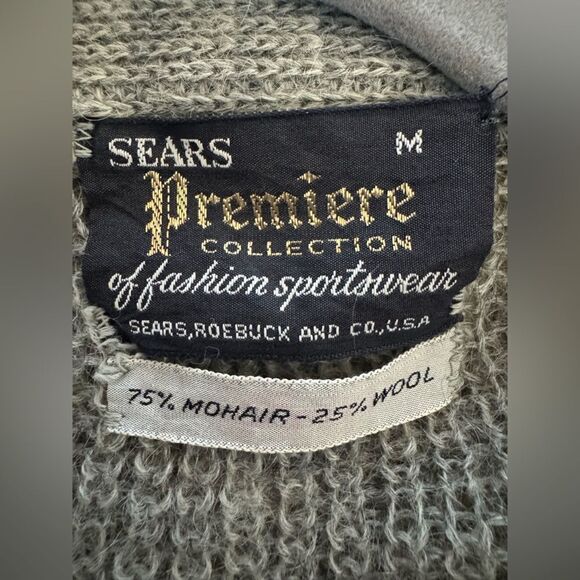 SEARS M
Premiere
COLLECTION
of fashion sportswear
SEARS, ROEBUCK AND CO., U.S.A
75% MOHAIR - 25% WOOL